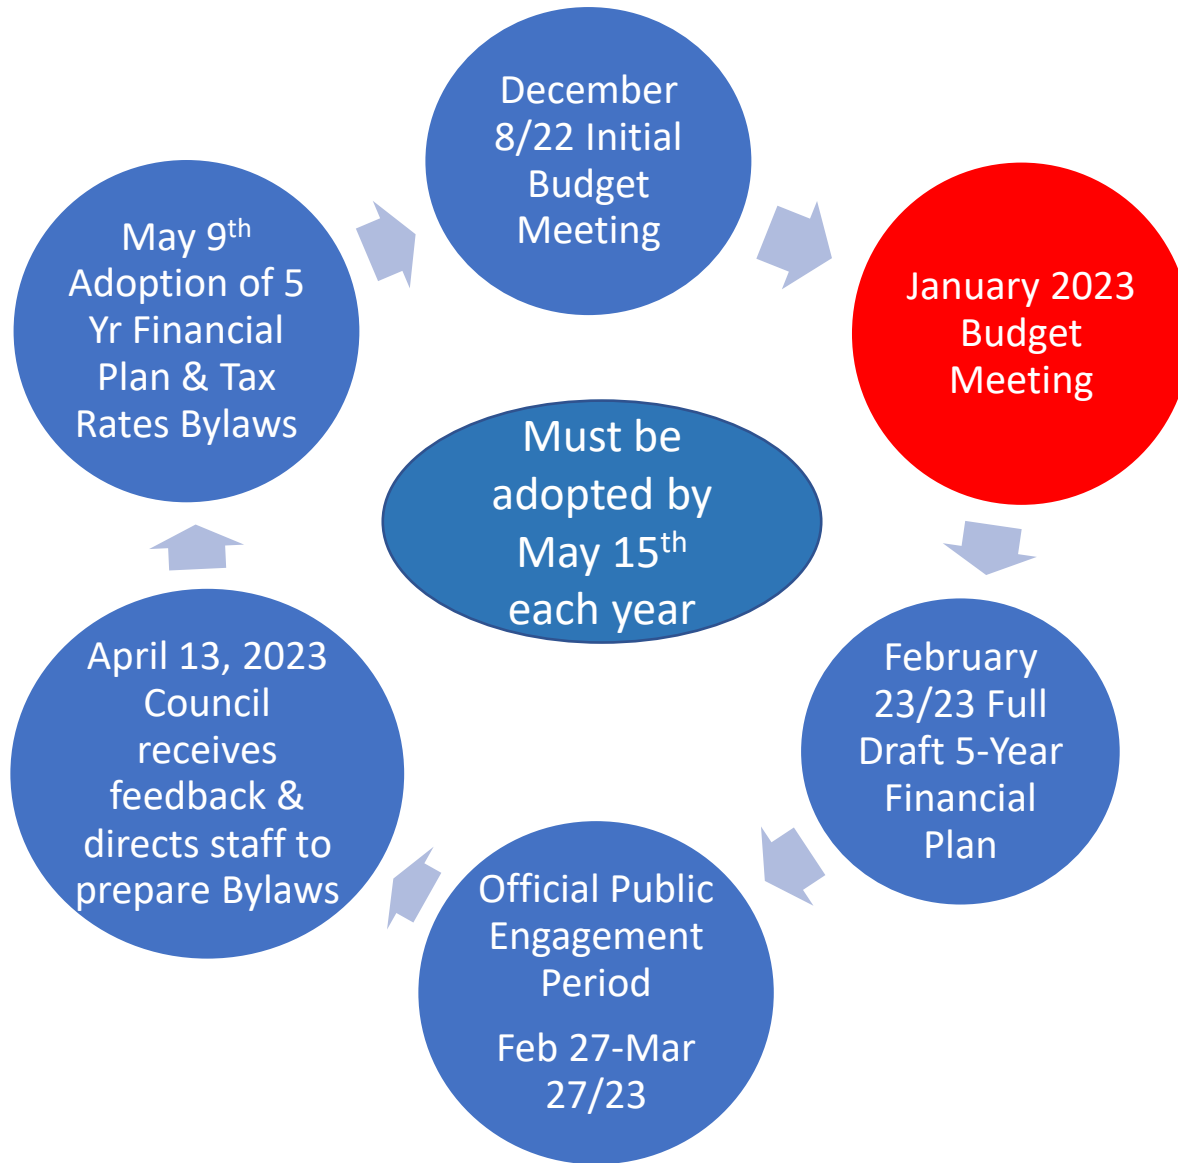 December
8/22 Initial
Budget
Meeting
January 2023
Budget
Meeting
February
23/23 Full
Draft 5-Year
Financial
Plan
Official Public
Engagement
Period
Feb 27-Mar
27/23
April 13, 2023
Council
receives
feedback &
directs staff to
prepare Bylaws
May 9th
Adoption of 5
Yr Financial
Plan & Tax
Rates Bylaws
Must be
adopted by
May 15th
each year